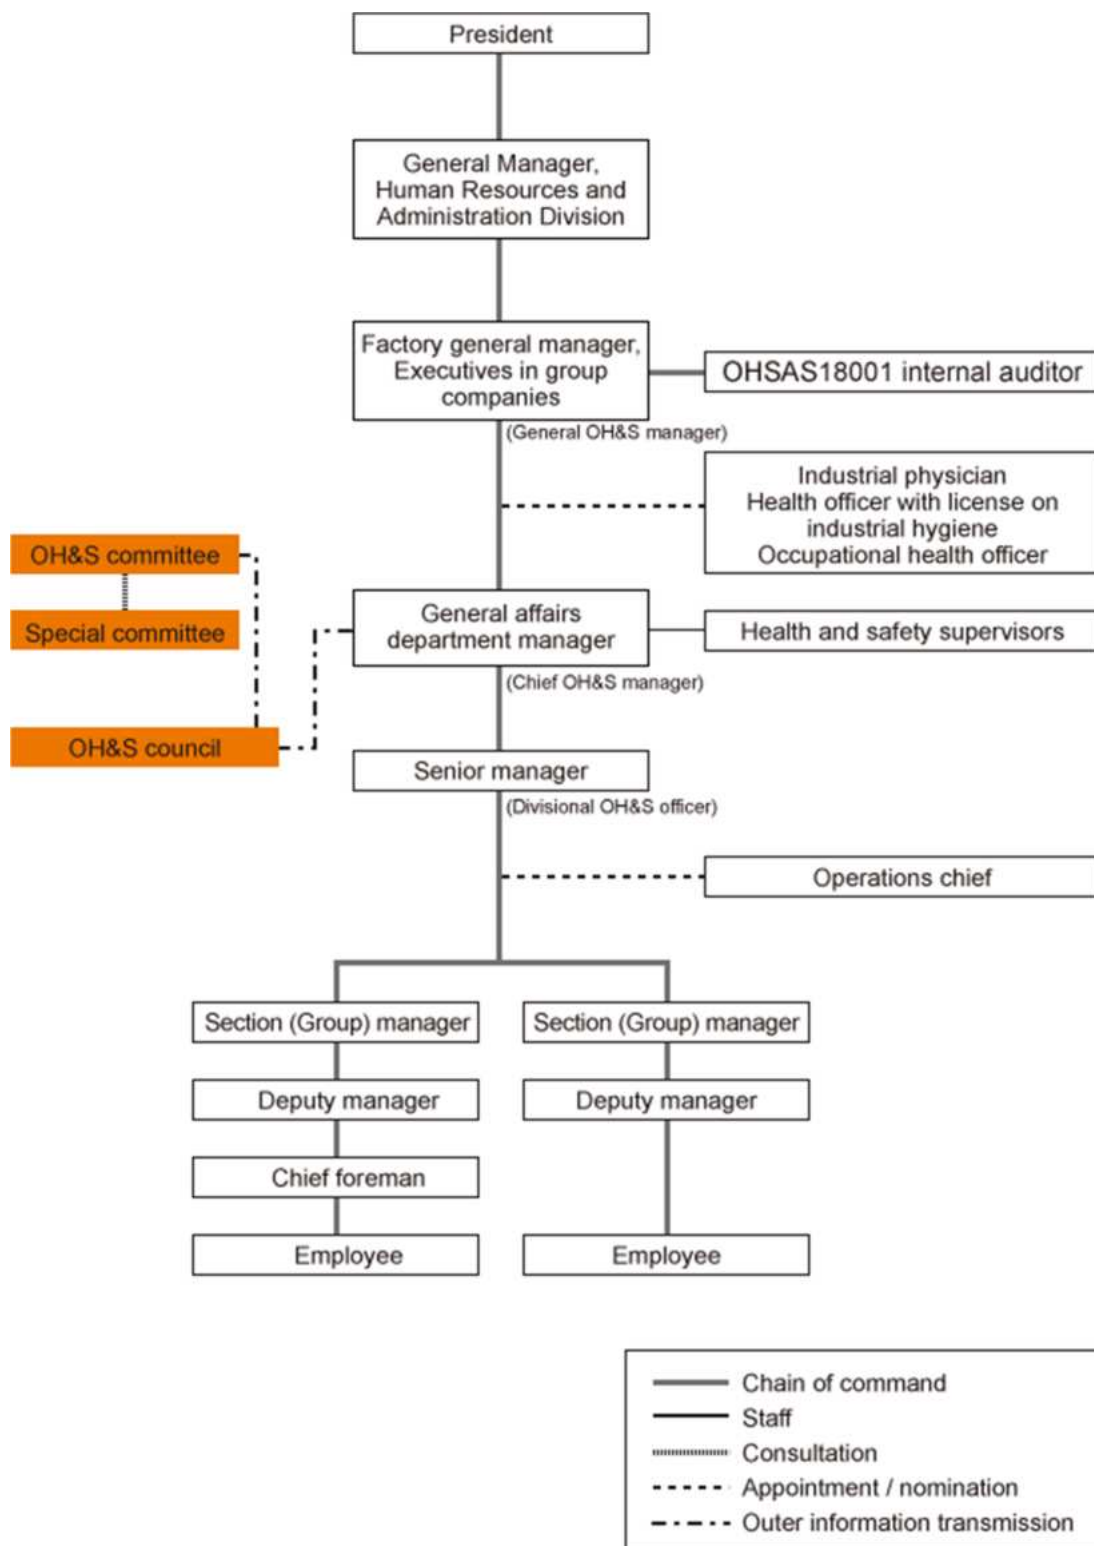 President
General Manager,
Human Resources and
Administration Division
Factory general manager,
Executives in group
companies
OHSAS18001 internal auditor
(General OH&S manager)
Industrial physician
Health officer with license on
industrial hygiene
Occupational health officer
OH&S committee
Special committee
General affairs
department manager
Health and safety supervisors
(Chief OH&S manager)
OH&S council
Senior manager
(Divisional OH&S officer)
Operations chief
Section (Group) manager
Deputy manager
Chief foreman
Employee
Section (Group) manager
Deputy manager
Employee
Chain of command
Staff
Consultation
Appointment / nomination
Outer information transmission